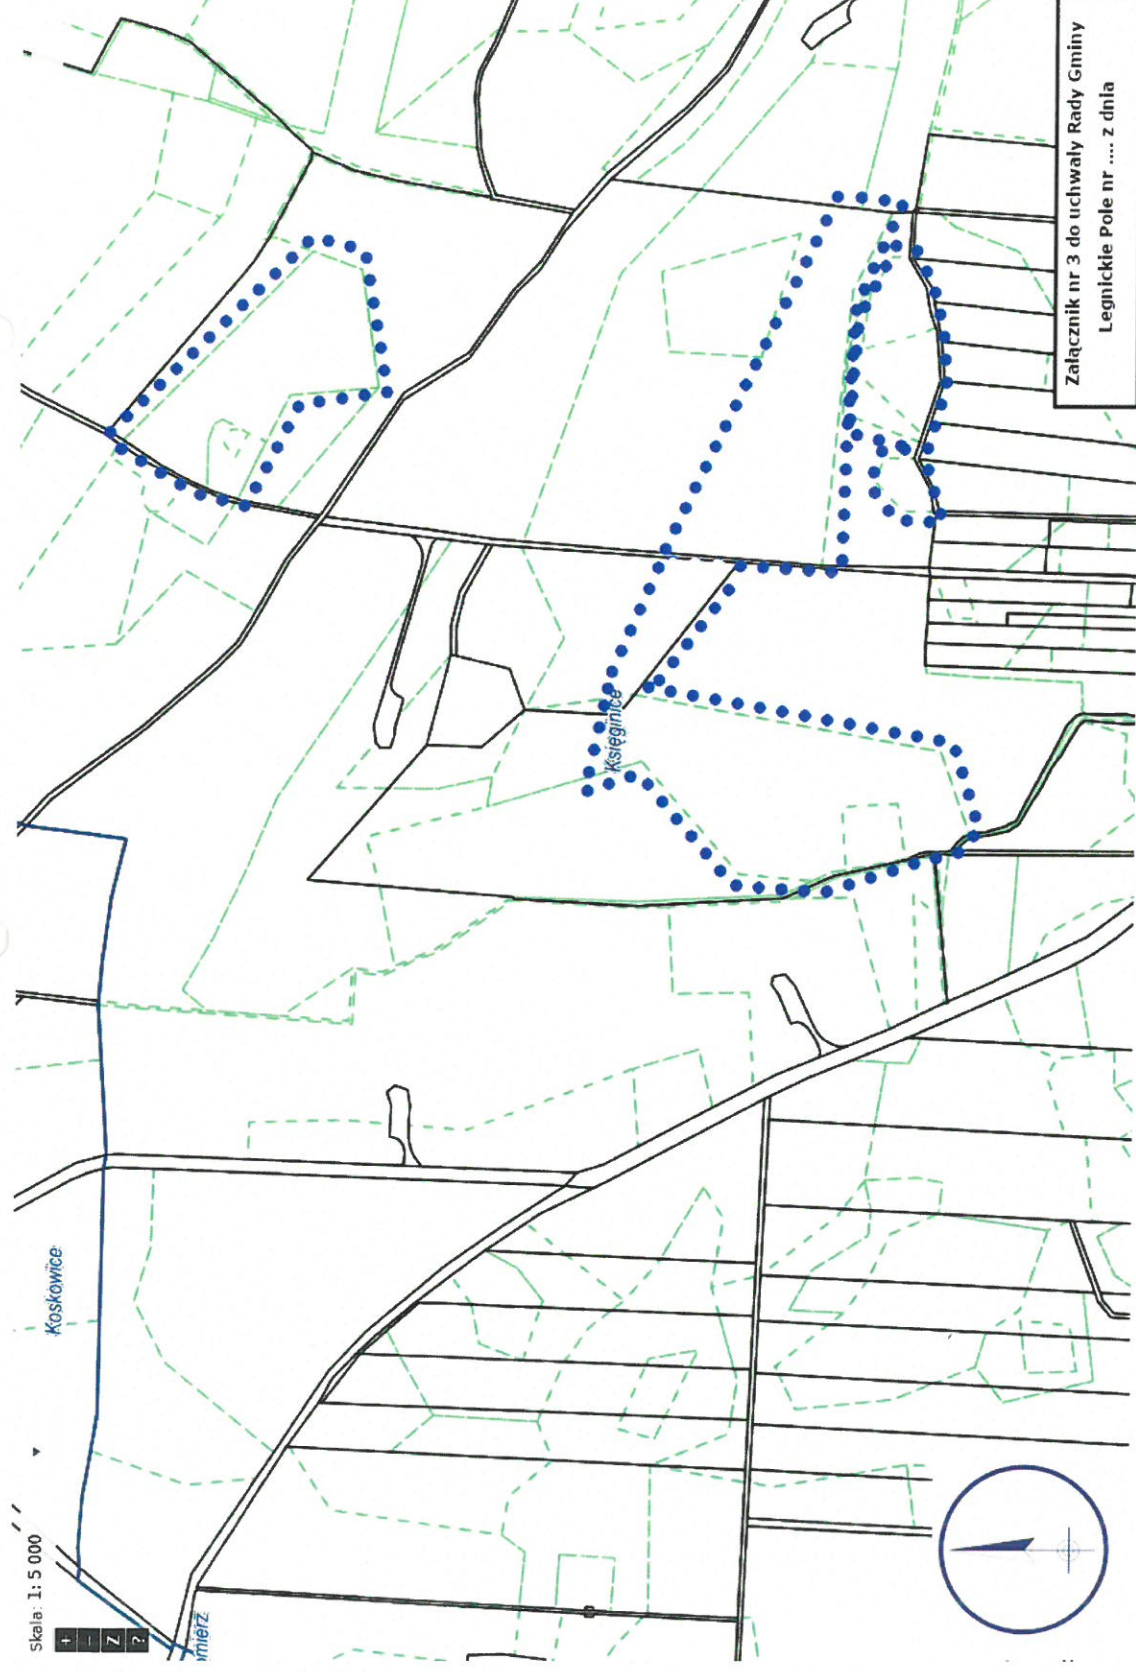 Skala: 1: 5 000
+
–
Z
?
Koskowice
Księginice
Załącznik nr 3 do uchwały Rady Gminy
Legnickie Pole nr .... z dnia